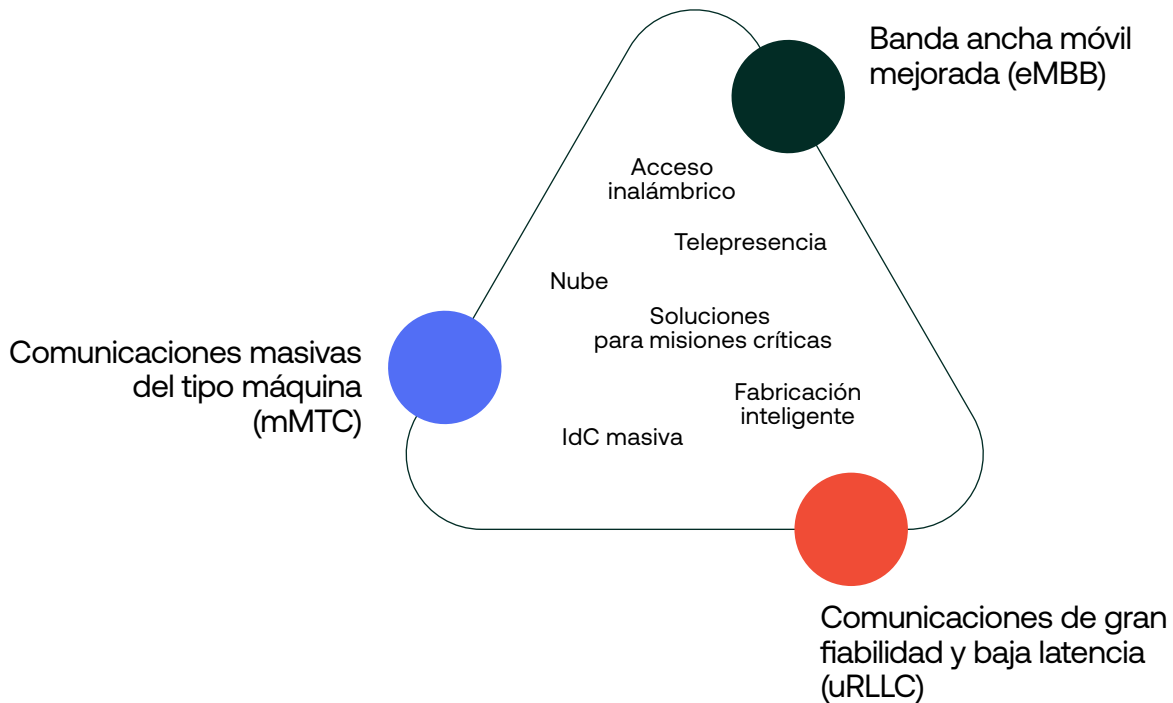 Banda ancha móvil
mejorada (eMBB)
Acceso
inalámbrico
Telepresencia
Nube
Soluciones
para misiones críticas
Comunicaciones masivas
del tipo máquina
(mMTC)
Fabricación
inteligente
IdC masiva
Comunicaciones de gran
fiabilidad y baja latencia
(uRLLC)